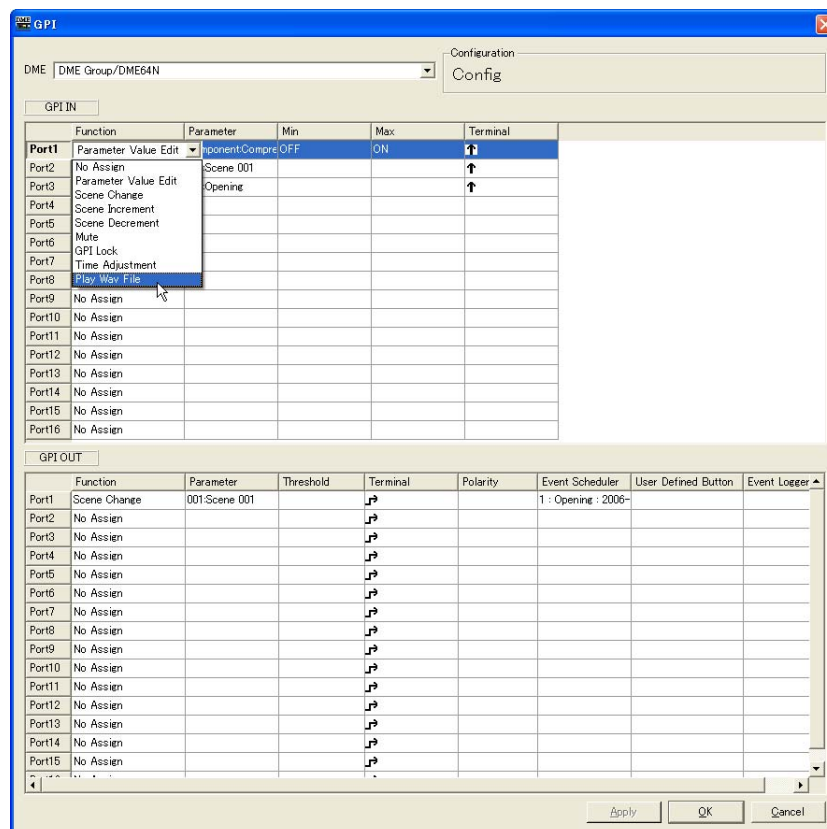 DME GPI
Configuration
DME DME Group/DME64N Config
GPI IN
Function Parameter Min Max Terminal
Port1 Parameter Value Edit nponent:Compre OFF ON
Port2 No Assign :Scene 001
Parameter Value Edit
Port3 Scene Change :Opening
Port4 Scene Increment
Port5 Scene Decrement
Port6 Mute
GPI Lock
Port7 Time Adjustment
Port8 Play Wav File
Port9 No Assign
Port10 No Assign
Port11 No Assign
Port12 No Assign
Port13 No Assign
Port14 No Assign
Port15 No Assign
Port16 No Assign
GPI OUT
Function Parameter Threshold Terminal Polarity Event Scheduler User Defined Button Event Logger
Port1 Scene Change 001:Scene 001 1 : Opening : 2006-
Port2 No Assign
Port3 No Assign
Port4 No Assign
Port5 No Assign
Port6 No Assign
Port7 No Assign
Port8 No Assign
Port9 No Assign
Port10 No Assign
Port11 No Assign
Port12 No Assign
Port13 No Assign
Port14 No Assign
Port15 No Assign
Apply OK Cancel